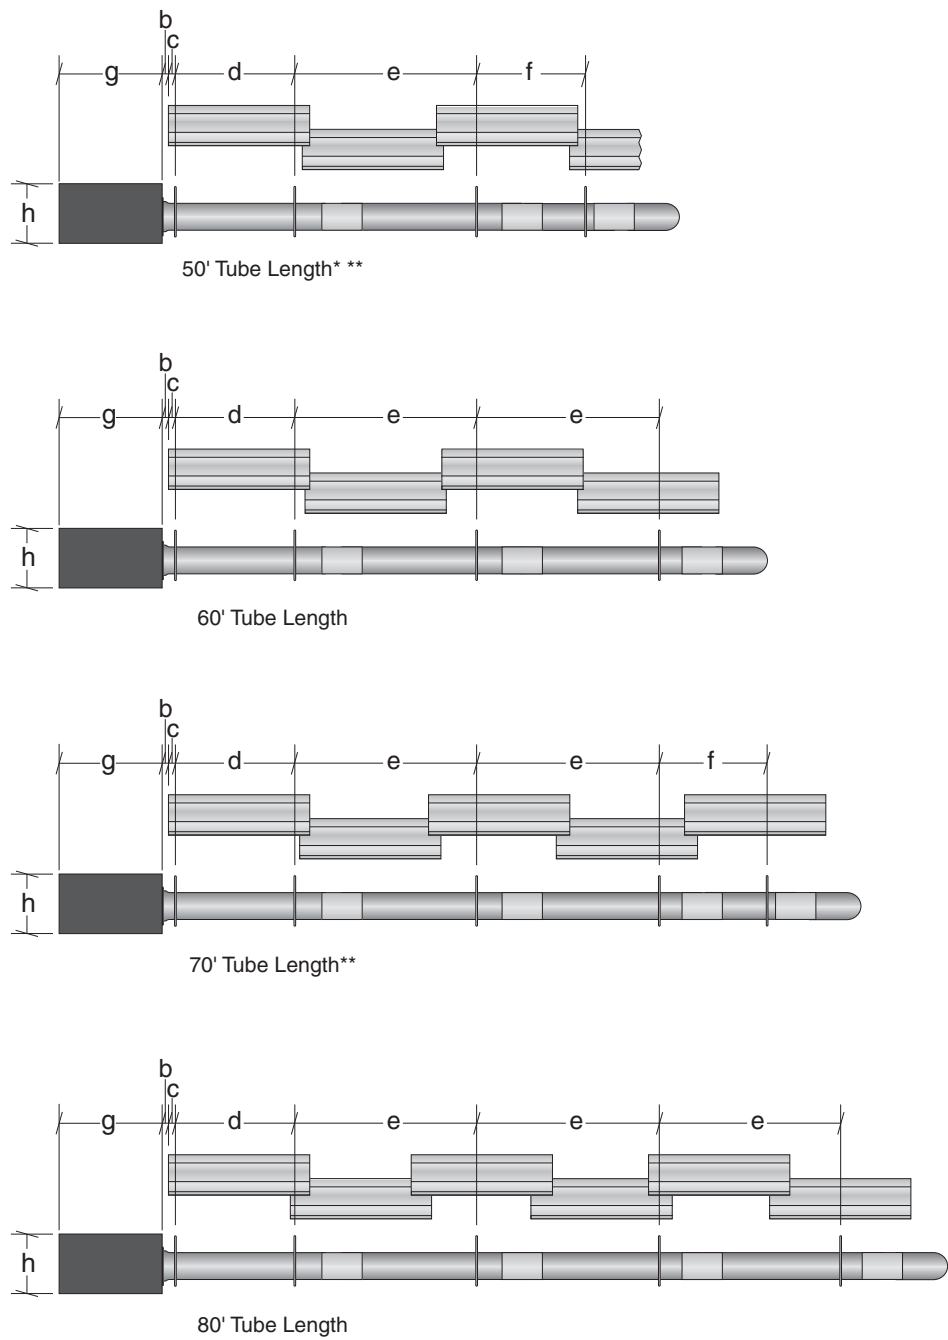 b
c
g d e f
h
50' Tube Length* **
b
c
g d e e
h
60' Tube Length
b
c
g d e e f
h
70' Tube Length**
b
c
g d e e e
h
80' Tube Length